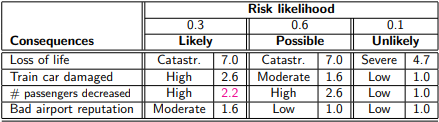 Risk likelihood
0.3 0.6 0.1
Consequences Likely Possible Unlikely
Loss of life Catastr. 7.0 Catastr. 7.0 Severe 4.7
Train car damaged High 2.6 Moderate 1.6 Low 1.0
# passengers decreased High 2.2 High 2.6 Low 1.0
Bad airport reputation Moderate 1.6 Low 1.0 Low 1.0